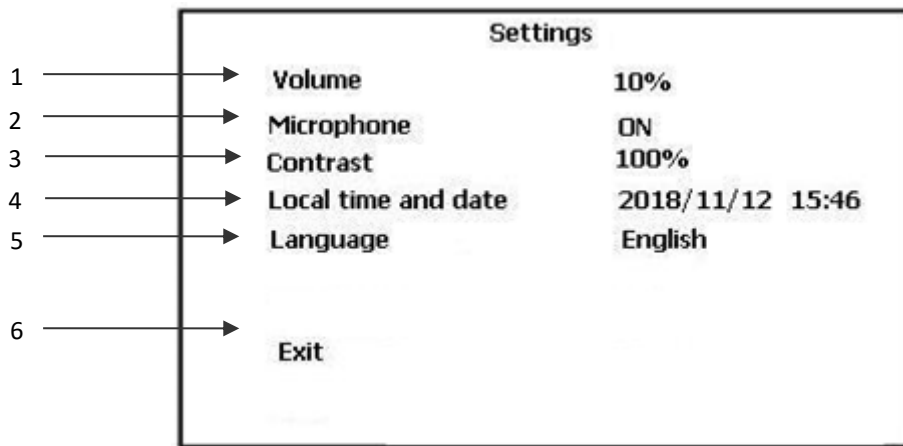 Settings
1 Volume 10%
2 Microphone ON
3 Contrast 100%
4 Local time and date 2018/11/12 15:46
5 Language English
6
Exit